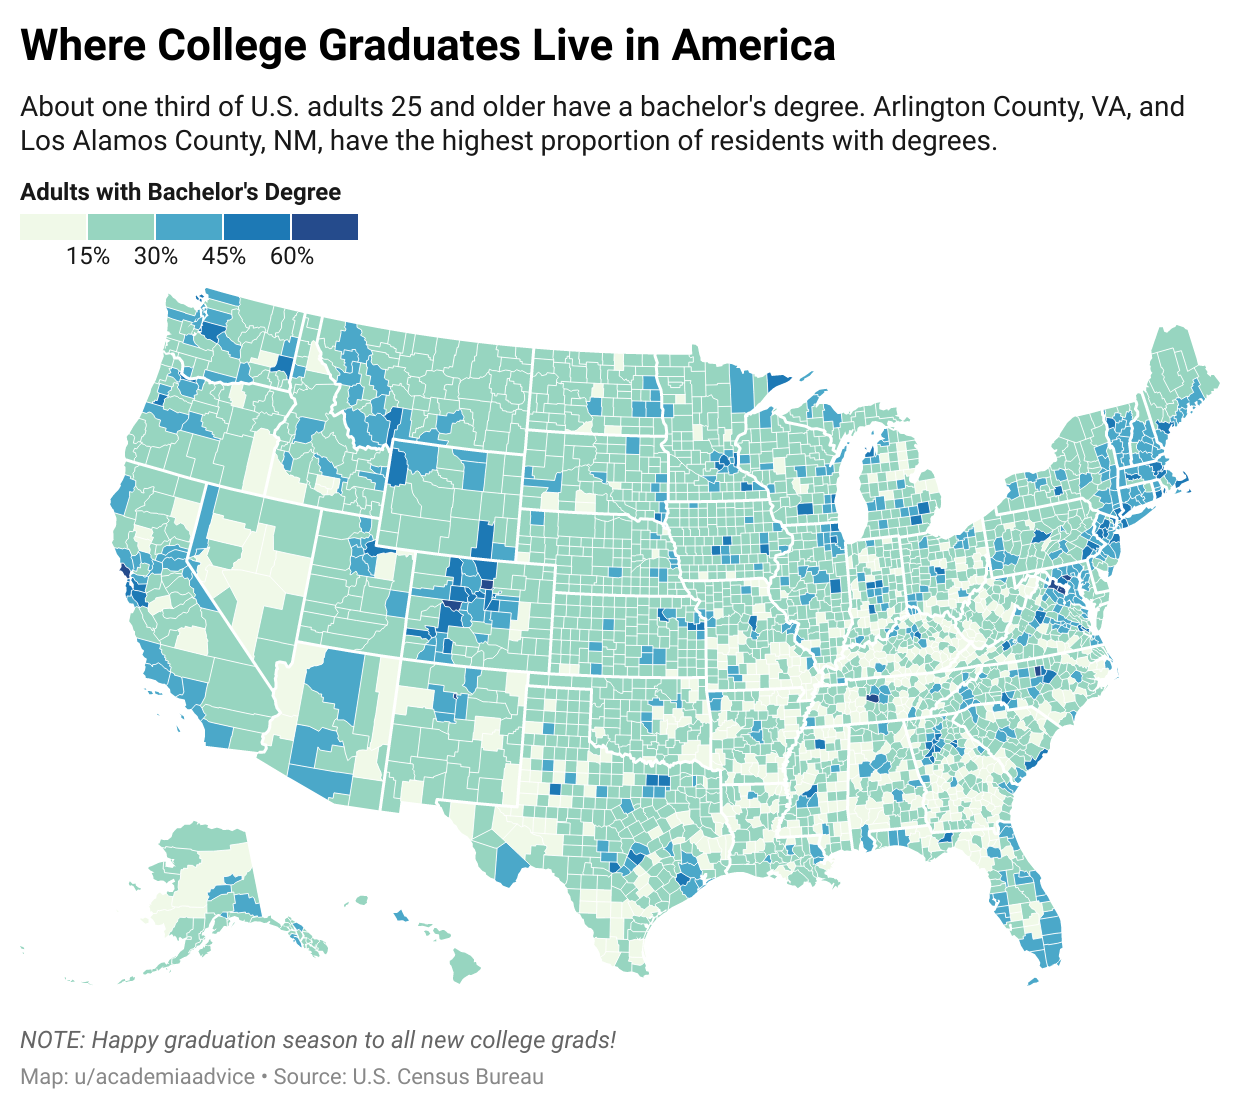 Where College Graduates Live in America
About one third of U.S. adults 25 and older have a bachelor's degree. Arlington County, VA, and
Los Alamos County, NM, have the highest proportion of residents with degrees.
Adults with Bachelor's Degree
15% 30% 45% 60%
NOTE: Happy graduation season to all new college grads!
Map: u/academiaadvice • Source: U.S. Census Bureau